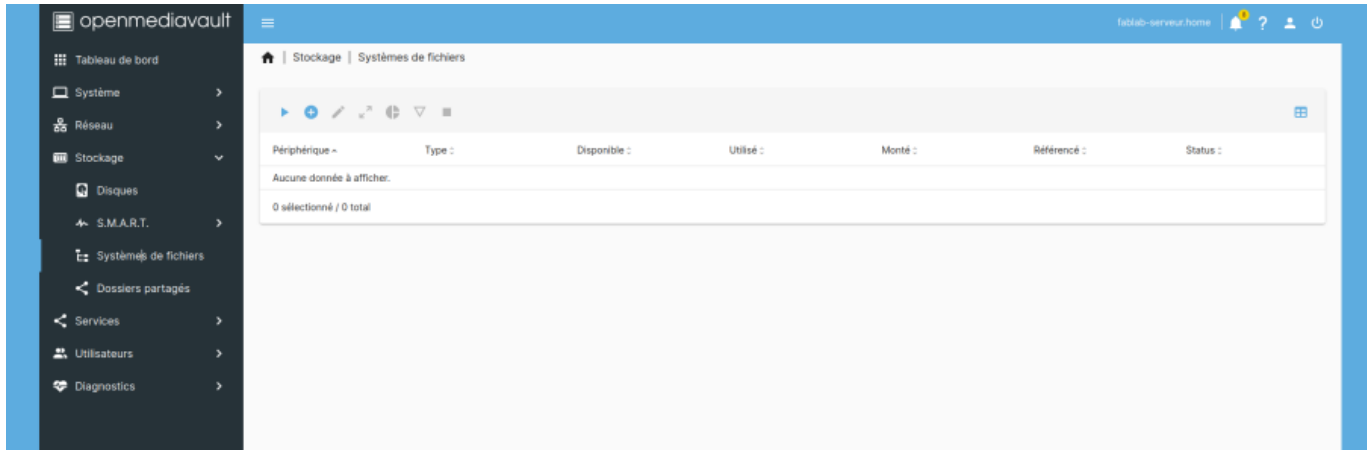 openmediavault
fablab-serveur.home
?
Tableau de bord
Système
Réseau
Stockage
Disques
S.M.A.R.T.
Systèmes de fichiers
Dossiers partagés
Services
Utilisateurs
Diagnostics
| Stockage | Systèmes de fichiers
Périphérique Type Disponible Utilisé Monté Référencé Status
Aucune donnée à afficher.
0 sélectionné / 0 total